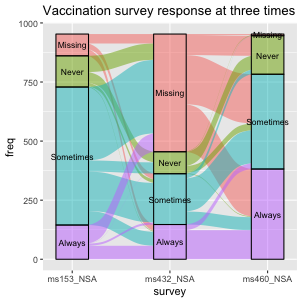 Vaccination survey response at three times
1000
750
500
250
0
freq
Missing
Never
Sometimes
Always
Missing
Never
Sometimes
Always
Missing
Never
Sometimes
Always
ms153_NSA
ms432_NSA
ms460_NSA
survey